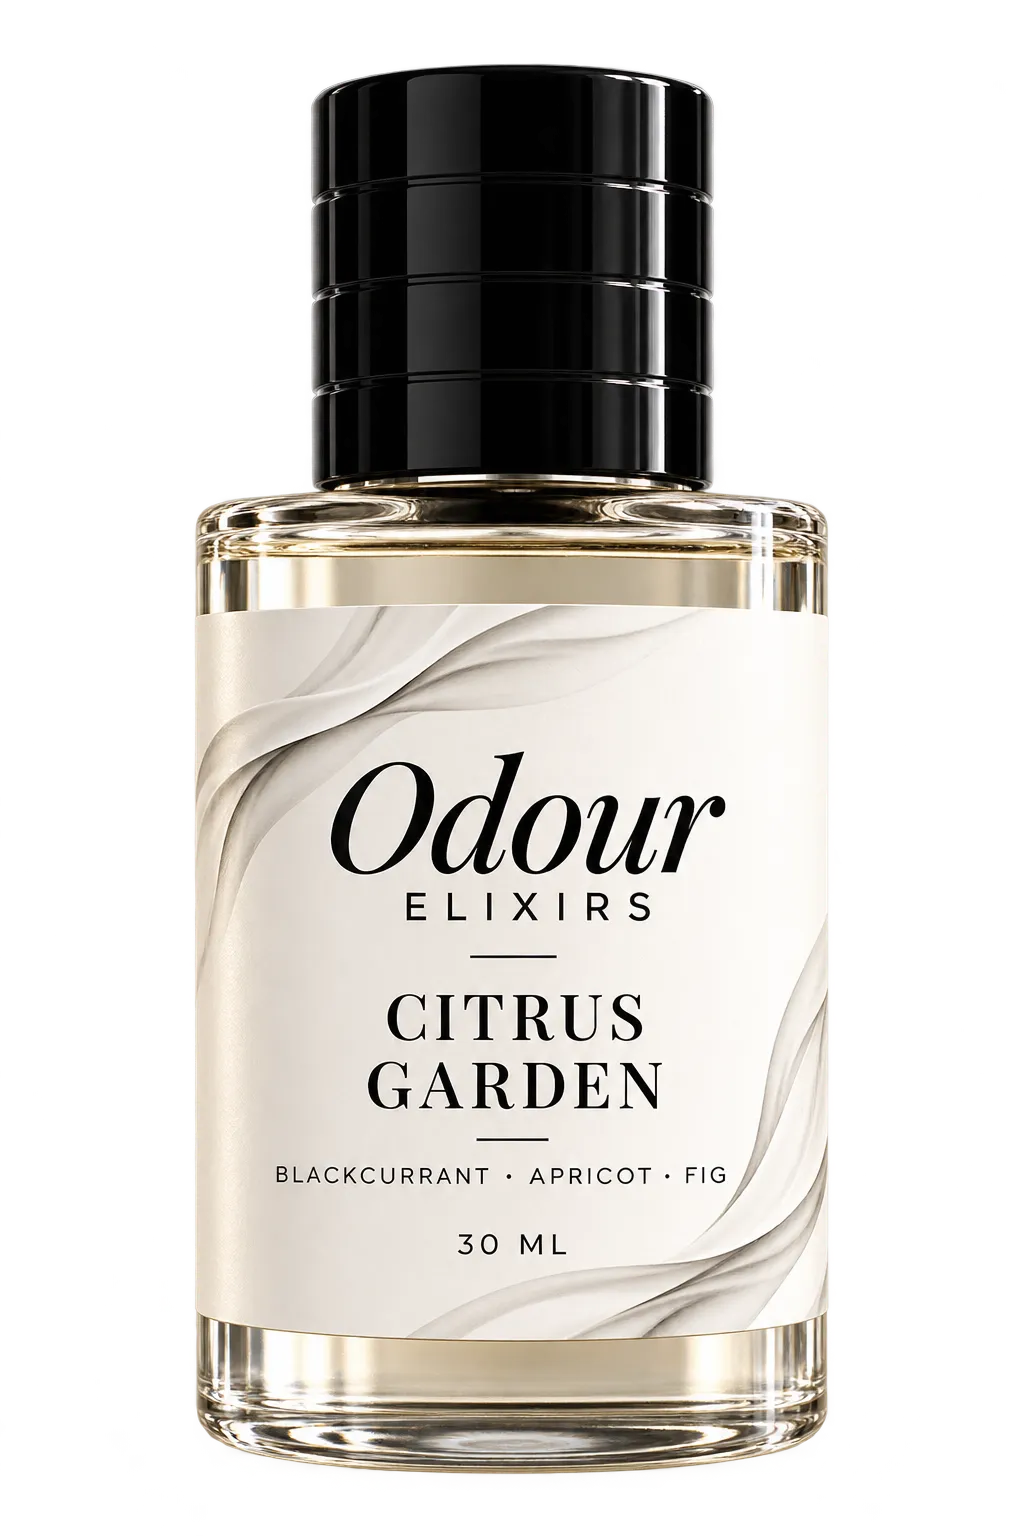 Odour
ELIXIRS
CITRUS
GARDEN
BLACKCURRANT · APRICOT · FIG
30 ML